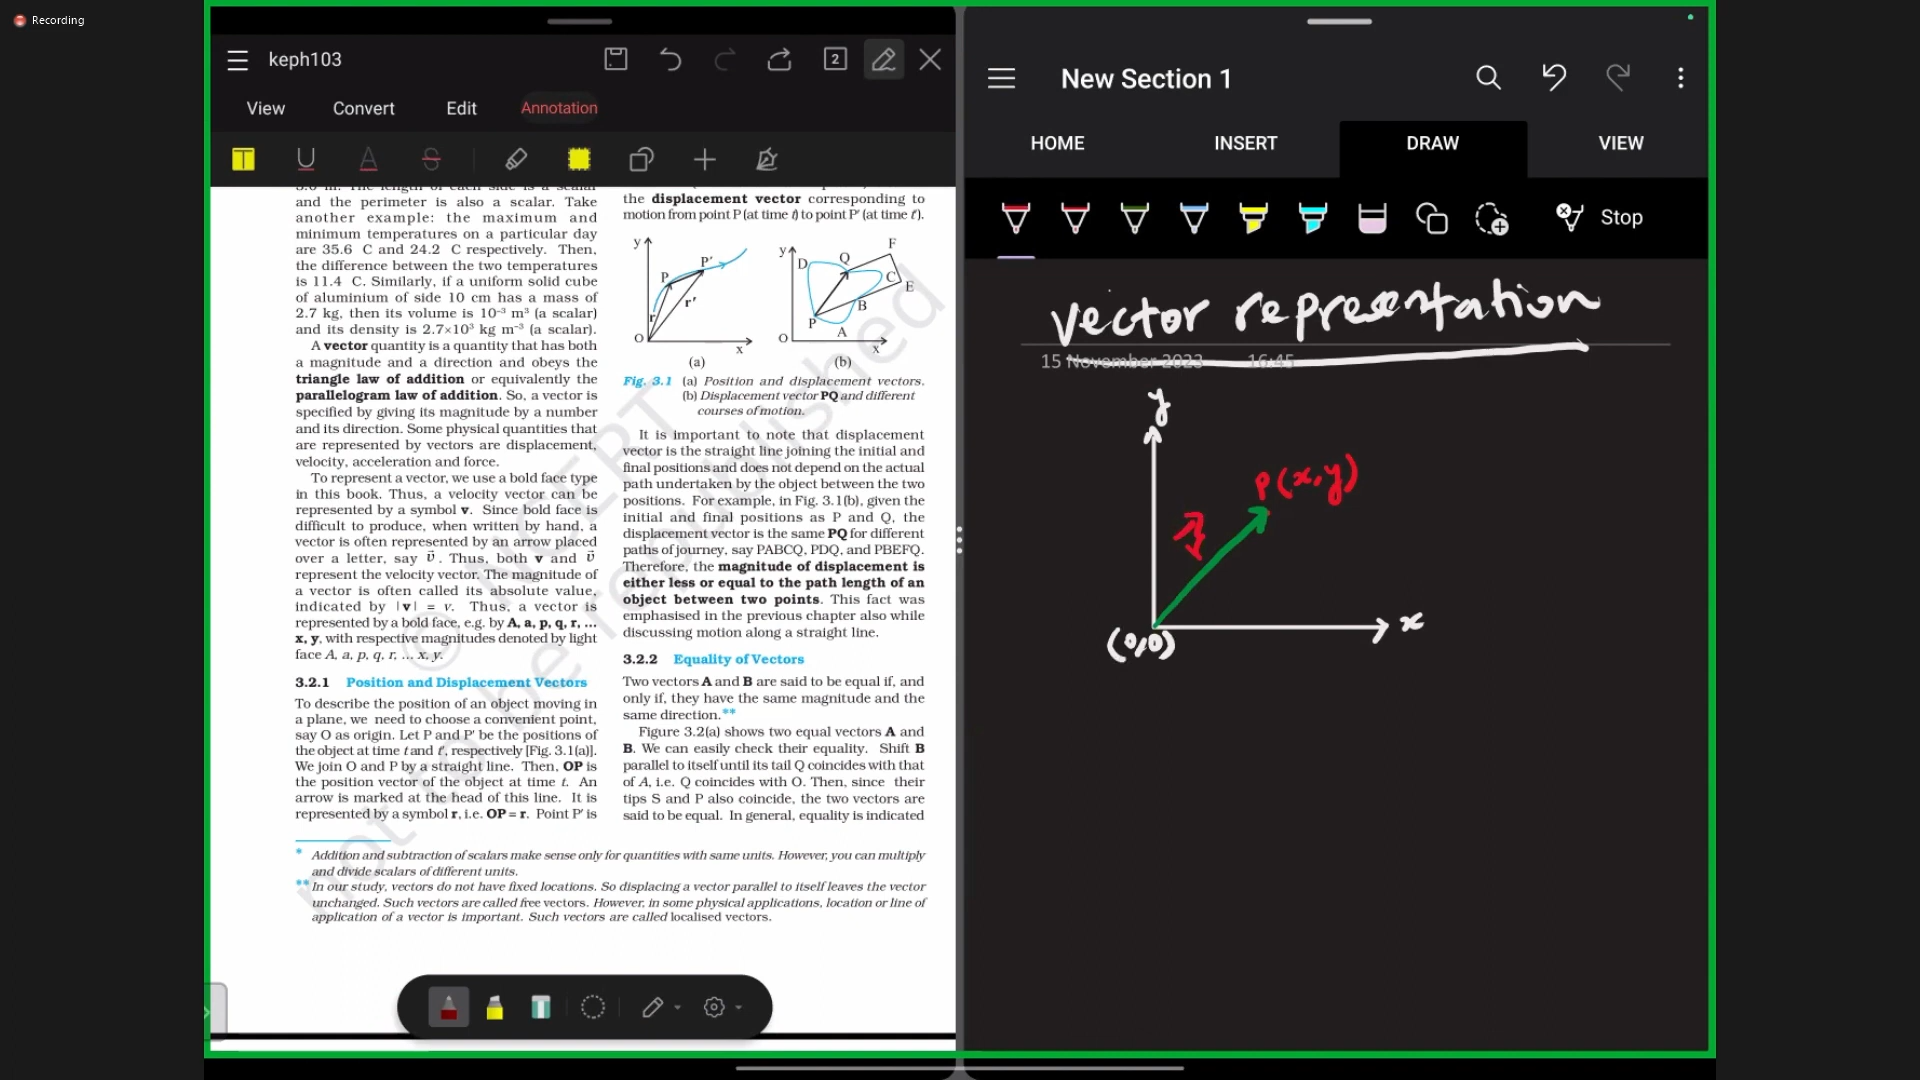 Recording
keph103
2
View Convert Edit Annotation
and the perimeter is also a scalar. Take
another example: the maximum and
minimum temperatures on a particular day
are 35.6 C and 24.2 C respectively. Then,
the difference between the two temperatures
is 11.4 C. Similarly, if a uniform solid cube
of aluminium of side 10 cm has a mass of
2.7 kg, then its volume is 10⁻³ m³ (a scalar)
and its density is 2.7×10³ kg m⁻³ (a scalar).
A vector quantity is a quantity that has both
a magnitude and a direction and obeys the
triangle law of addition or equivalently the
parallelogram law of addition. So, a vector is
specified by giving its magnitude by a number
and its direction. Some physical quantities that
are represented by vectors are displacement,
velocity, acceleration and force.
To represent a vector, we use a bold face type
in this book. Thus, a velocity vector can be
represented by a symbol v. Since bold face is
difficult to produce, when written by hand, a
vector is often represented by an arrow placed
over a letter, say v⃗. Thus, both v and v⃗
represent the velocity vector. The magnitude of
a vector is often called its absolute value,
indicated by |v| = v. Thus, a vector is
represented by a bold face, e.g. by A, a, p, q, r, ...
x, y, with respective magnitudes denoted by light
face A, a, p, q, r, ... x, y.
3.2.1 Position and Displacement Vectors
To describe the position of an object moving in
a plane, we need to choose a convenient point,
say O as origin. Let P and P′ be the positions of
the object at time t and t′, respectively [Fig. 3.1(a)].
We join O and P by a straight line. Then, OP is
the position vector of the object at time t. An
arrow is marked at the head of this line. It is
represented by a symbol r, i.e. OP = r. Point P′ is
the displacement vector corresponding to
motion from point P (at time t) to point P′ (at time t′).
y P P′ r r′ O x
(a)
y D Q F C E B P A O x
(b)
Fig. 3.1 (a) Position and displacement vectors.
(b) Displacement vector PQ and different
courses of motion.
It is important to note that displacement
vector is the straight line joining the initial and
final positions and does not depend on the actual
path undertaken by the object between the two
positions. For example, in Fig. 3.1(b), given the
initial and final positions as P and Q, the
displacement vector is the same PQ for different
paths of journey, say PABCQ, PDQ, and PBEFQ.
Therefore, the magnitude of displacement is
either less or equal to the path length of an
object between two points. This fact was
emphasised in the previous chapter also while
discussing motion along a straight line.
3.2.2 Equality of Vectors
Two vectors A and B are said to be equal if, and
only if, they have the same magnitude and the
same direction.**
Figure 3.2(a) shows two equal vectors A and
B. We can easily check their equality. Shift B
parallel to itself until its tail Q coincides with that
of A, i.e. Q coincides with O. Then, since their
tips S and P also coincide, the two vectors are
said to be equal. In general, equality is indicated
* Addition and subtraction of scalars make sense only for quantities with same units. However, you can multiply
and divide scalars of different units.
** In our study, vectors do not have fixed locations. So displacing a vector parallel to itself leaves the vector
unchanged. Such vectors are called free vectors. However, in some physical applications, location or line of
application of a vector is important. Such vectors are called localised vectors.
© NCERT
not to be republished
New Section 1
HOME INSERT DRAW VIEW
Stop
vector representation
15 November 2023 16:45
y
P(x,y)
x
(0,0)